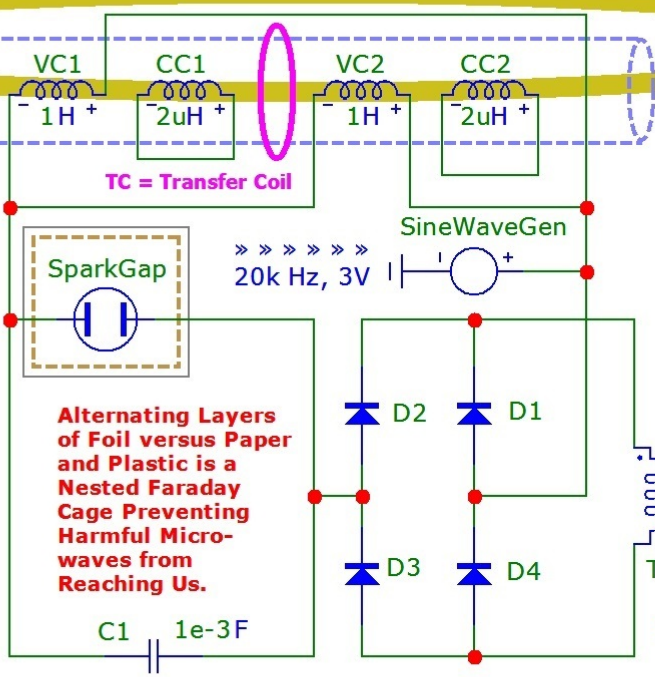 VC1 CC1 VC2 CC2
- + - + - + - +
1H 2uH 1H 2uH
TC = Transfer Coil
SineWaveGen
» » » » » »
20k Hz, 3V
- +
SparkGap
Alternating Layers
of Foil versus Paper
and Plastic is a
Nested Faraday
Cage Preventing
Harmful Micro-
waves from
Reaching Us.
D2 D1
D3 D4
C1 1e-3F